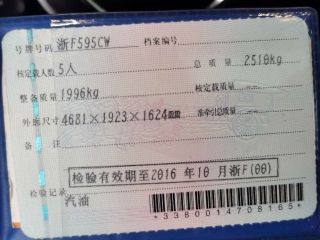 号牌号码 浙F595CW 档案编号
核定载人数 5人 总质量 2510kg
整备质量 1996kg 核定载质量
外廓尺寸 4681×1923×1624 准牵引总质量
备注
检验有效期至2016年10月浙F(00)
检验记录
汽油
*3380014708165*